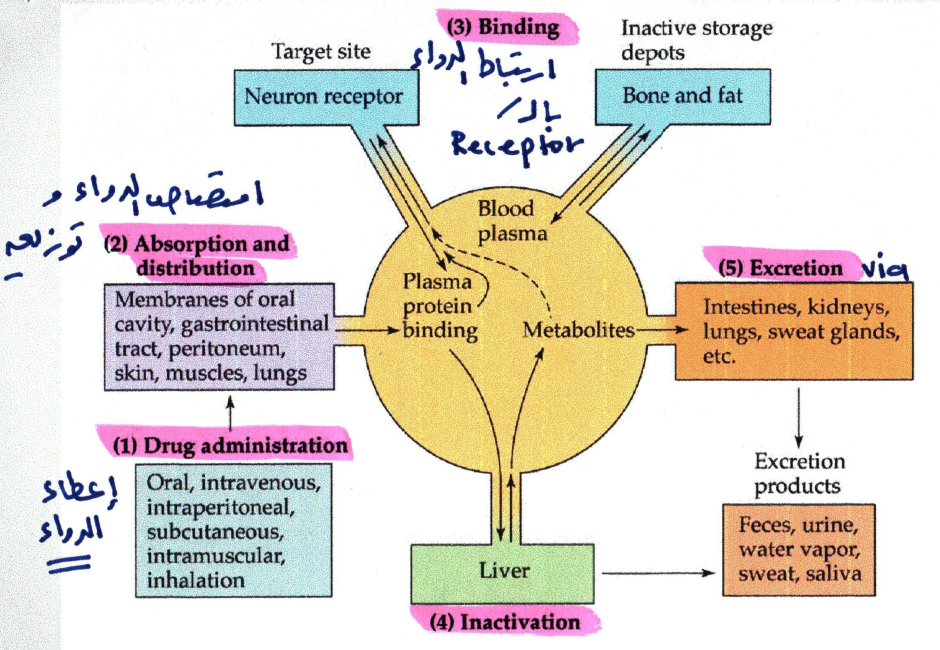 (3) Binding
Target site
Neuron receptor
ارتباط الدواء
بالـ /
Receptor
Inactive storage
depots
Bone and fat
امتصاص الدواء و
توزيعه
(2) Absorption and
distribution
Membranes of oral
cavity, gastrointestinal
tract, peritoneum,
skin, muscles, lungs
(1) Drug administration
إعطاء
الدواء
Oral, intravenous,
intraperitoneal,
subcutaneous,
intramuscular,
inhalation
Blood
plasma
Plasma
protein
binding
Metabolites
Liver
(4) Inactivation
(5) Excretion via
Intestines, kidneys,
lungs, sweat glands,
etc.
Excretion
products
Feces, urine,
water vapor,
sweat, saliva